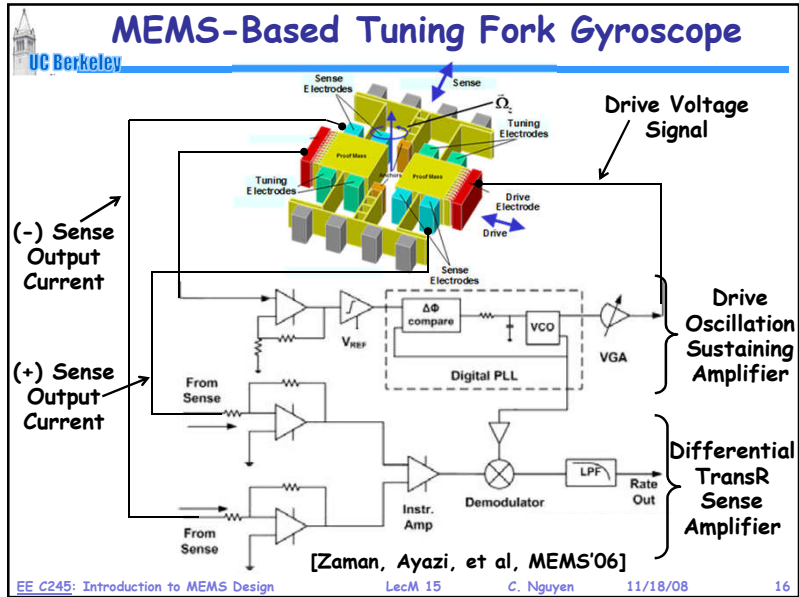 MEMS-Based Tuning Fork Gyroscope
UC Berkeley
Sense
Electrodes
Sense
Ω⃗z
Tuning
Electrodes
Drive Voltage
Signal
Proof Mass
Anchors
Proof Mass
Tuning
Electrodes
Drive
Electrode
Drive
(-) Sense
Output
Current
Sense
Electrodes
VREF
ΔΦ
compare
VCO
VGA
Digital PLL
Drive
Oscillation
Sustaining
Amplifier
(+) Sense
Output
Current
From
Sense
Instr.
Amp
Demodulator
LPF
Rate
Out
Differential
TransR
Sense
Amplifier
From
Sense
[Zaman, Ayazi, et al, MEMS'06]
EE C245: Introduction to MEMS Design LecM 15 C. Nguyen 11/18/08 16